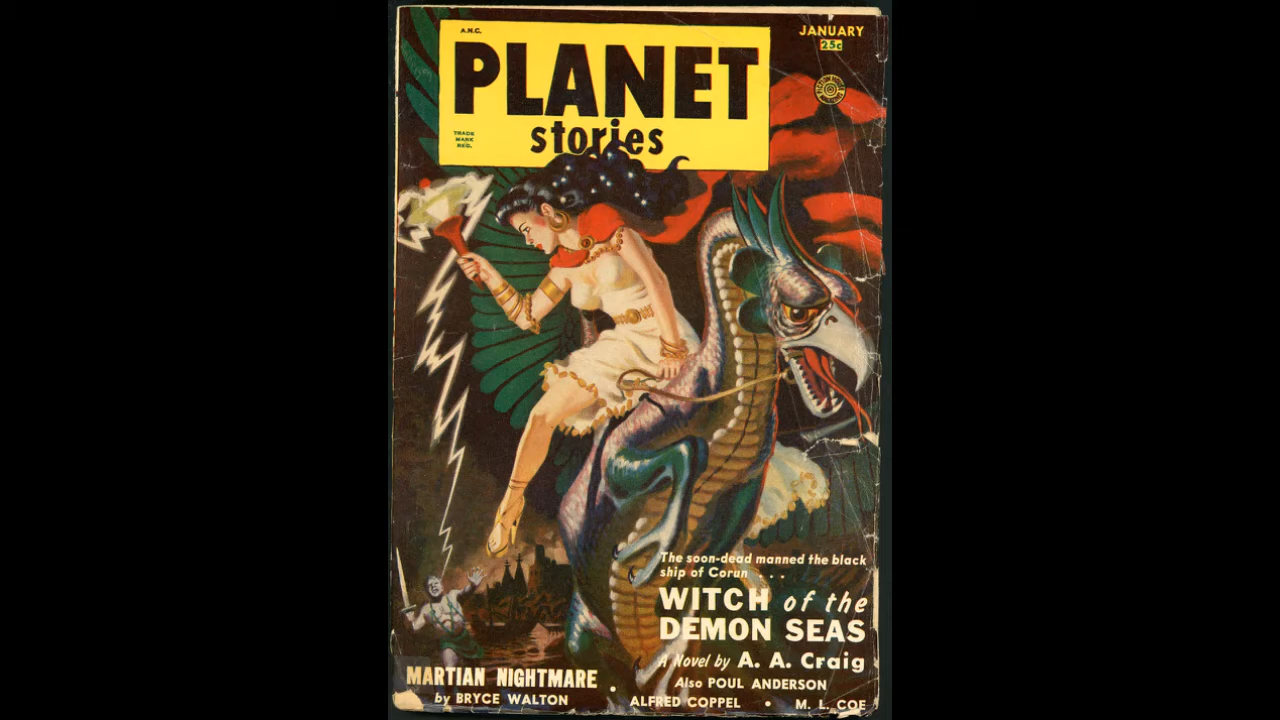 A.N.C.
PLANET
stories
TRADE
MARK
REG.
JANUARY
25c
The soon-dead manned the black
ship of Corun . . .
WITCH of the
DEMON SEAS
A Novel by A. A. Craig
Also POUL ANDERSON
MARTIAN NIGHTMARE
by BRYCE WALTON
• ALFRED COPPEL • M. L. COE